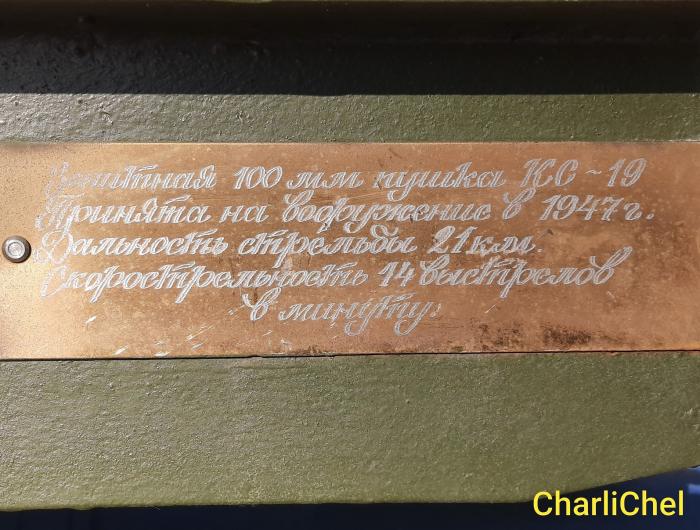 Зенитная 100 мм пушка КС-19
Принята на вооружение в 1947 г.
Дальность стрельбы 21 км.
Скорострельность 14 выстрелов
в минуту.
CharliChel